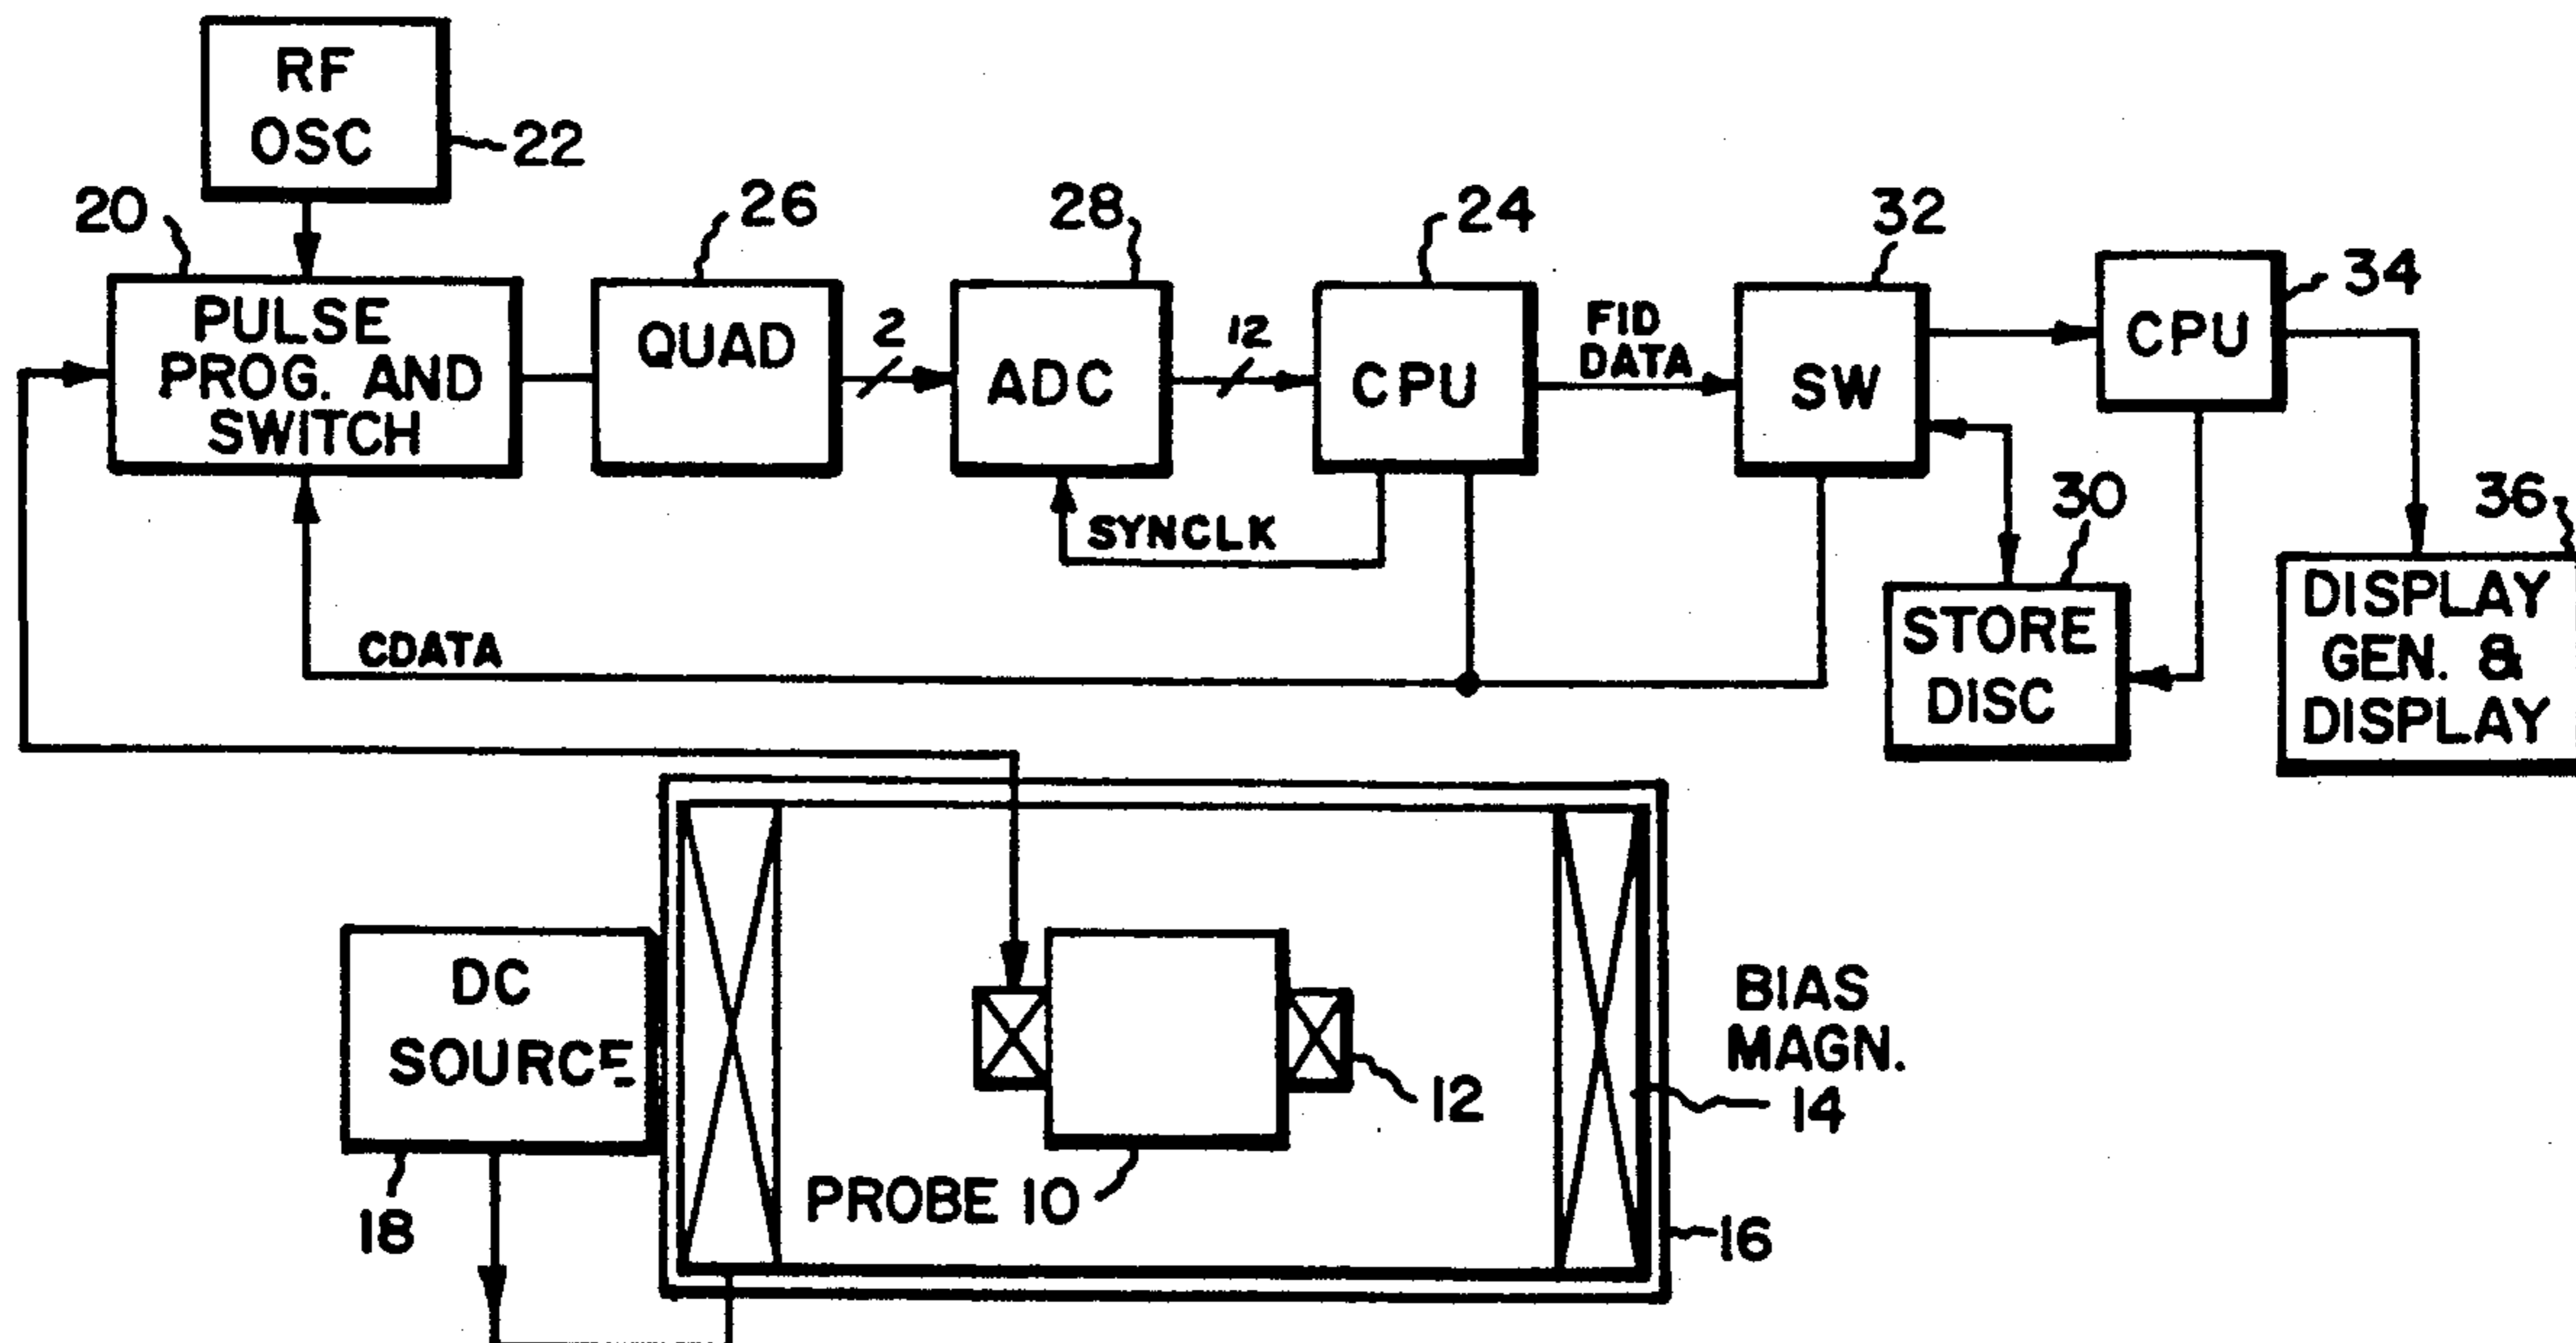 RF
OSC
22
20
PULSE
PROG. AND
SWITCH
26
QUAD
2
28
ADC
12
24
CPU
FID
DATA
32
SW
34
CPU
SYNCLK
CDATA
30
STORE
DISC
36
DISPLAY
GEN. &
DISPLAY
DC
SOURCE
18
PROBE 10
12
BIAS
MAGN.
14
16